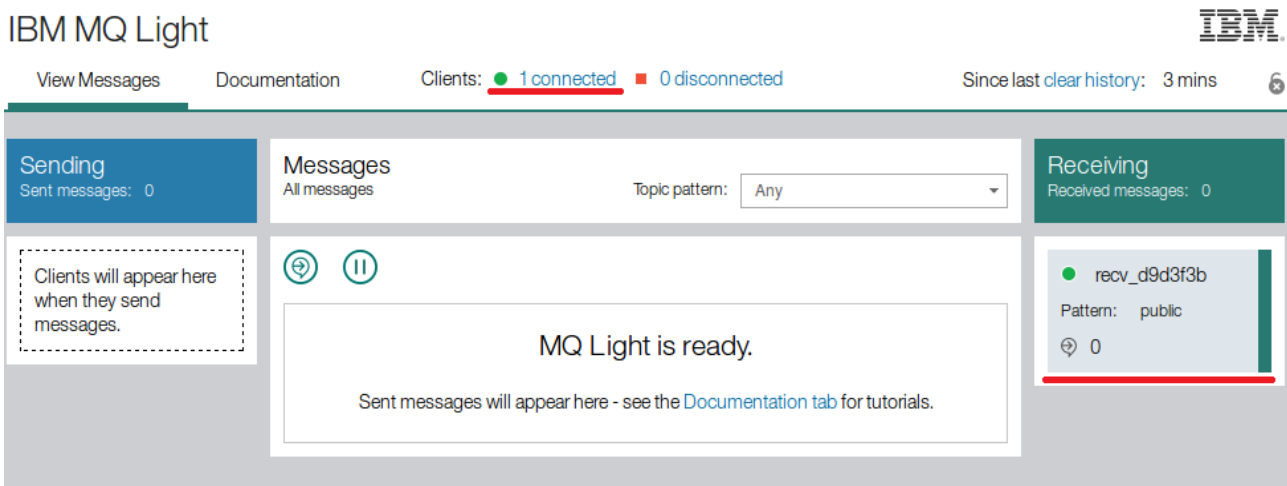 IBM MQ Light
IBM.
View Messages
Documentation
Clients: 1 connected 0 disconnected
Since last clear history: 3 mins
Sending
Sent messages: 0
Messages
All messages
Topic pattern: Any
Receiving
Received messages: 0
Clients will appear here
when they send
messages.
MQ Light is ready.
Sent messages will appear here - see the Documentation tab for tutorials.
recv_d9d3f3b
Pattern: public
0